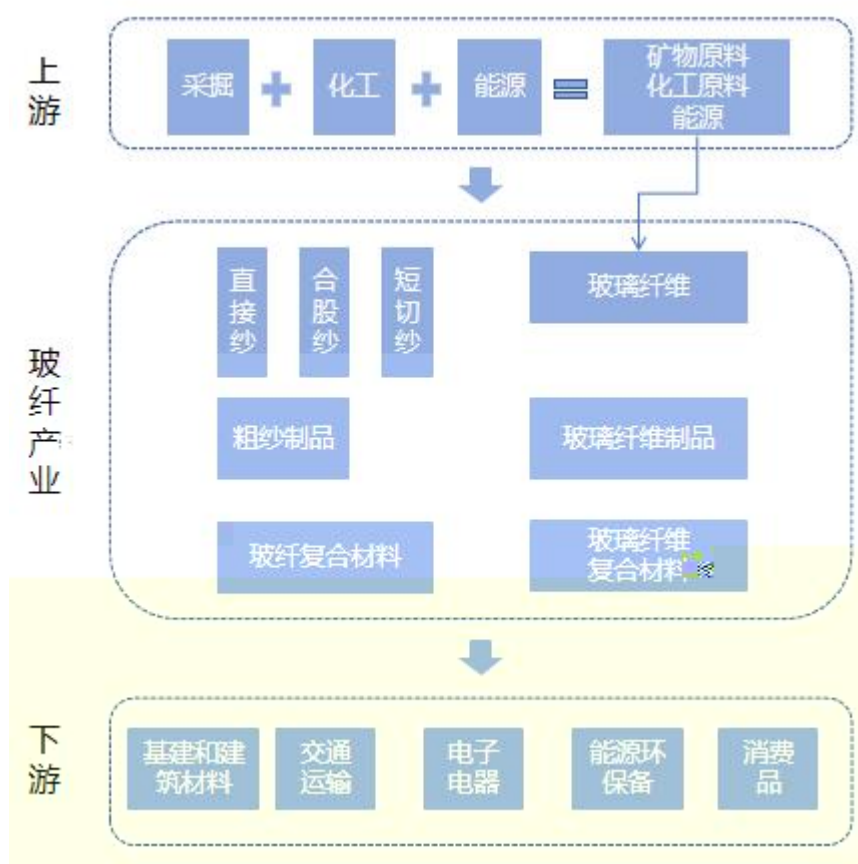 上游
采掘
化工
能源
矿物原料
化工原料
能源
玻纤产业
直接纱
合股纱
短切纱
玻璃纤维
粗纱制品
玻璃纤维制品
玻纤复合材料
玻璃纤维
复合材料
下游
基建和建
筑材料
交通
运输
电子
电器
能源环
保备
消费
品